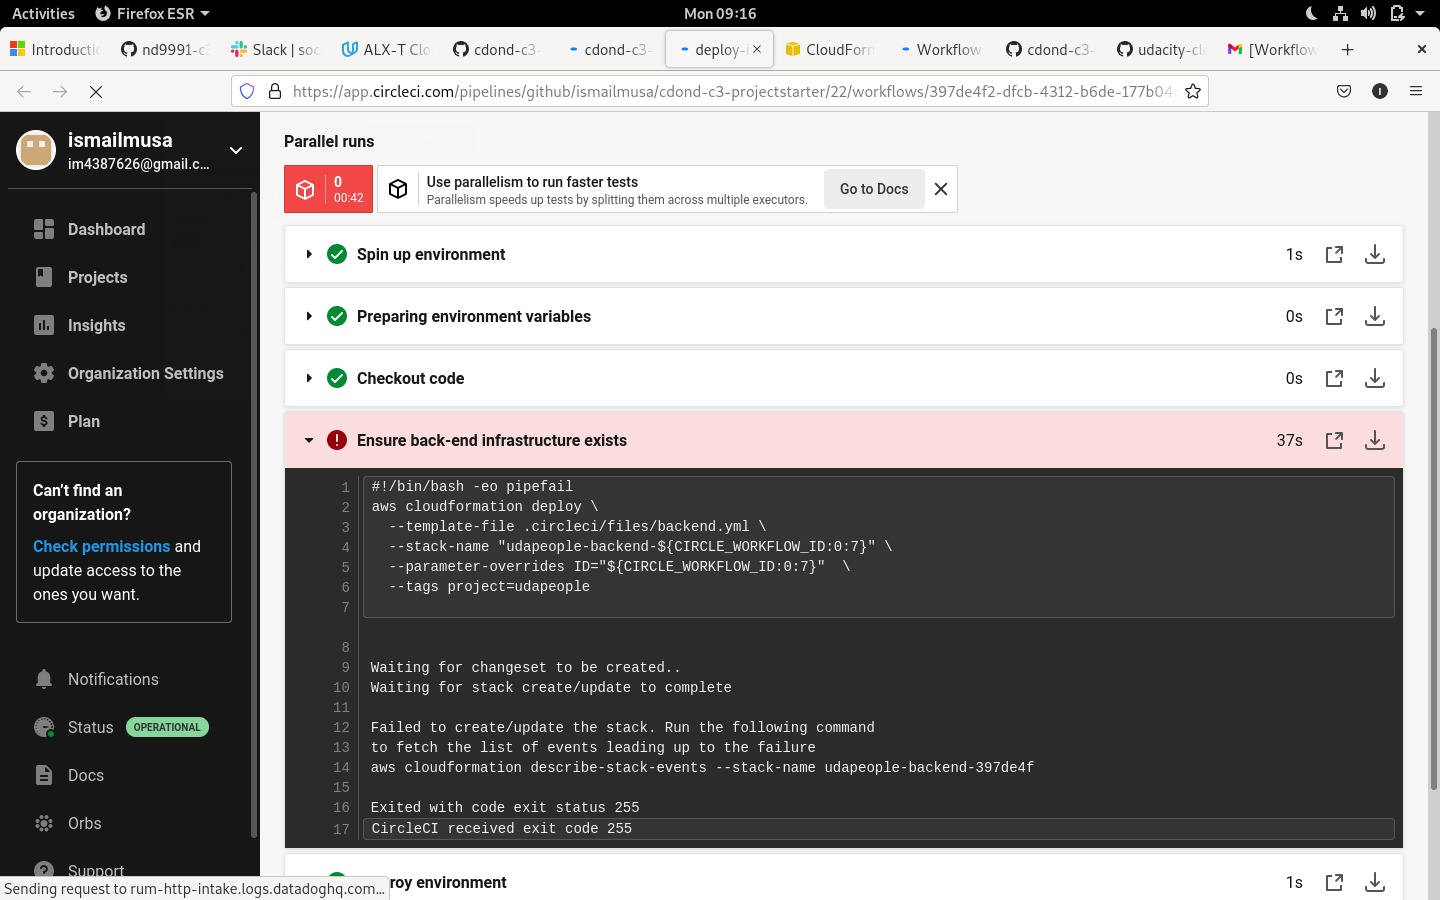 Activities
Firefox ESR
Mon 09:16
Introductic
nd9991-c3
Slack | soc
ALX-T Clo
cdond-c3-
cdond-c3-
deploy-i
CloudForm
Workflow
cdond-c3-
udacity-clo
[Workflow
https://app.circleci.com/pipelines/github/ismailmusa/cdond-c3-projectstarter/22/workflows/397de4f2-dfcb-4312-b6de-177b04
I
ismailmusa
im4387626@gmail.c...
Dashboard
Projects
Insights
Organization Settings
Plan
Can't find an
organization?
Check permissions and
update access to the
ones you want.
Notifications
Status OPERATIONAL
Docs
Orbs
Support
Sending request to rum-http-intake.logs.datadoghq.com...
Parallel runs
0
00:42
Use parallelism to run faster tests
Parallelism speeds up tests by splitting them across multiple executors.
Go to Docs
Spin up environment 1s
Preparing environment variables 0s
Checkout code 0s
Ensure back-end infrastructure exists 37s
1 #!/bin/bash -eo pipefail
2 aws cloudformation deploy \
3 --template-file .circleci/files/backend.yml \
4 --stack-name "udapeople-backend-${CIRCLE_WORKFLOW_ID:0:7}" \
5 --parameter-overrides ID="${CIRCLE_WORKFLOW_ID:0:7}"  \
6 --tags project=udapeople
7
8
9 Waiting for changeset to be created..
10 Waiting for stack create/update to complete
11
12 Failed to create/update the stack. Run the following command
13 to fetch the list of events leading up to the failure
14 aws cloudformation describe-stack-events --stack-name udapeople-backend-397de4f
15
16 Exited with code exit status 255
17 CircleCI received exit code 255
roy environment 1s